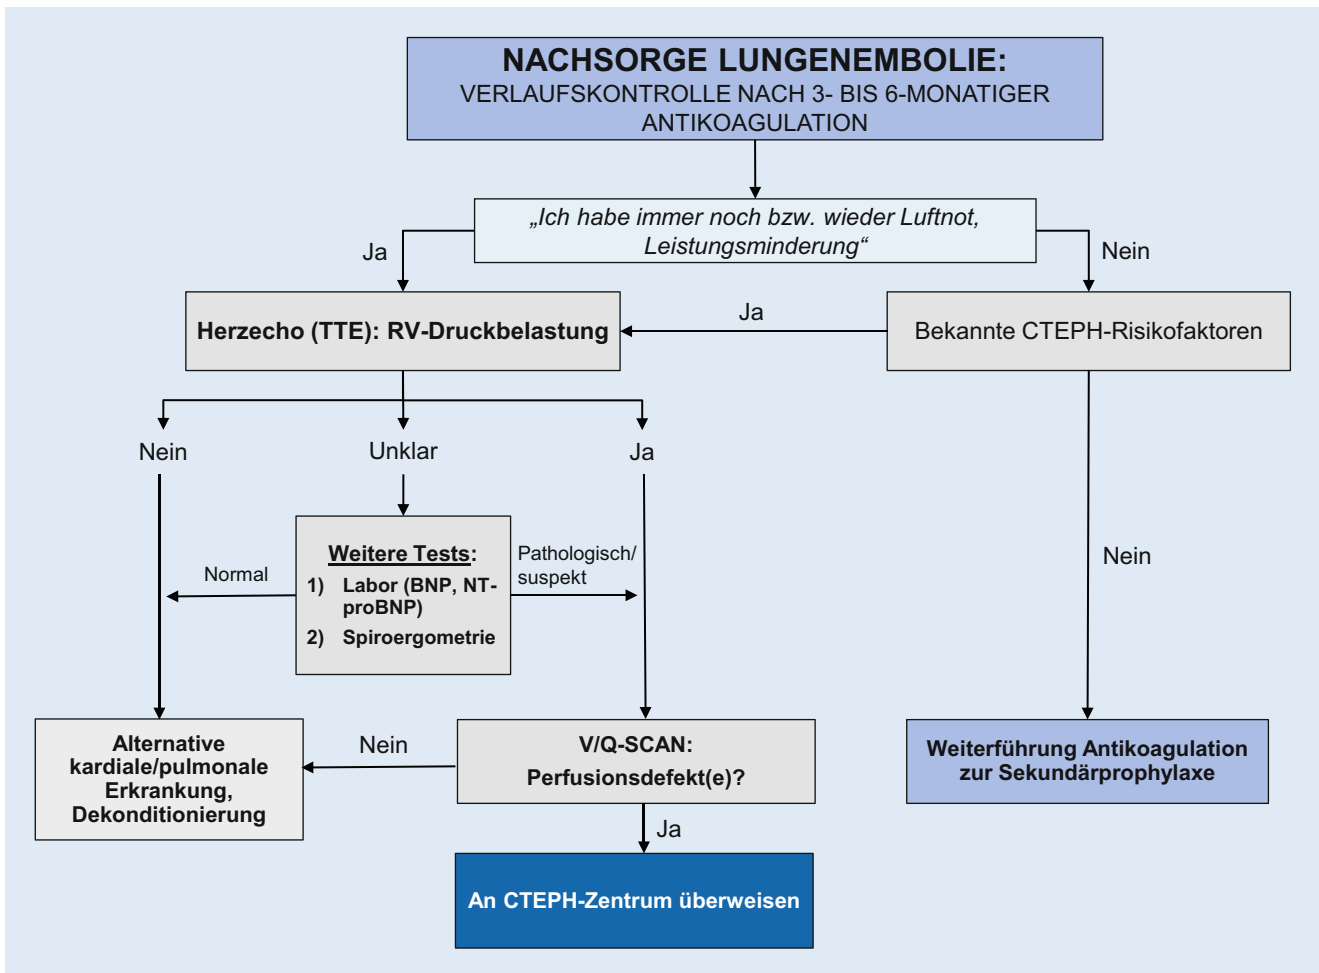 NACHSORGE LUNGENEMBOLIE:
VERLAUFSKONTROLLE NACH 3- BIS 6-MONATIGER
ANTIKOAGULATION
„Ich habe immer noch bzw. wieder Luftnot,
Leistungsminderung“
Ja
Nein
Herzecho (TTE): RV-Druckbelastung
Ja
Bekannte CTEPH-Risikofaktoren
Nein
Unklar
Ja
Weitere Tests:
1) Labor (BNP, NT-
proBNP)
2) Spiroergometrie
Normal
Pathologisch/
suspekt
Nein
Alternative
kardiale/pulmonale
Erkrankung,
Dekonditionierung
Nein
V/Q-SCAN:
Perfusionsdefekt(e)?
Weiterführung Antikoagulation
zur Sekundärprophylaxe
Ja
An CTEPH-Zentrum überweisen